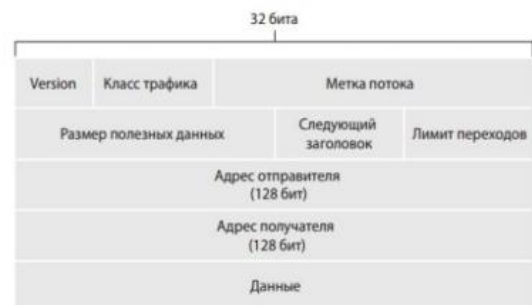 32 бита
Version Класс трафика Метка потока
Размер полезных данных Следующий заголовок Лимит переходов
Адрес отправителя
(128 бит)
Адрес получателя
(128 бит)
Данные